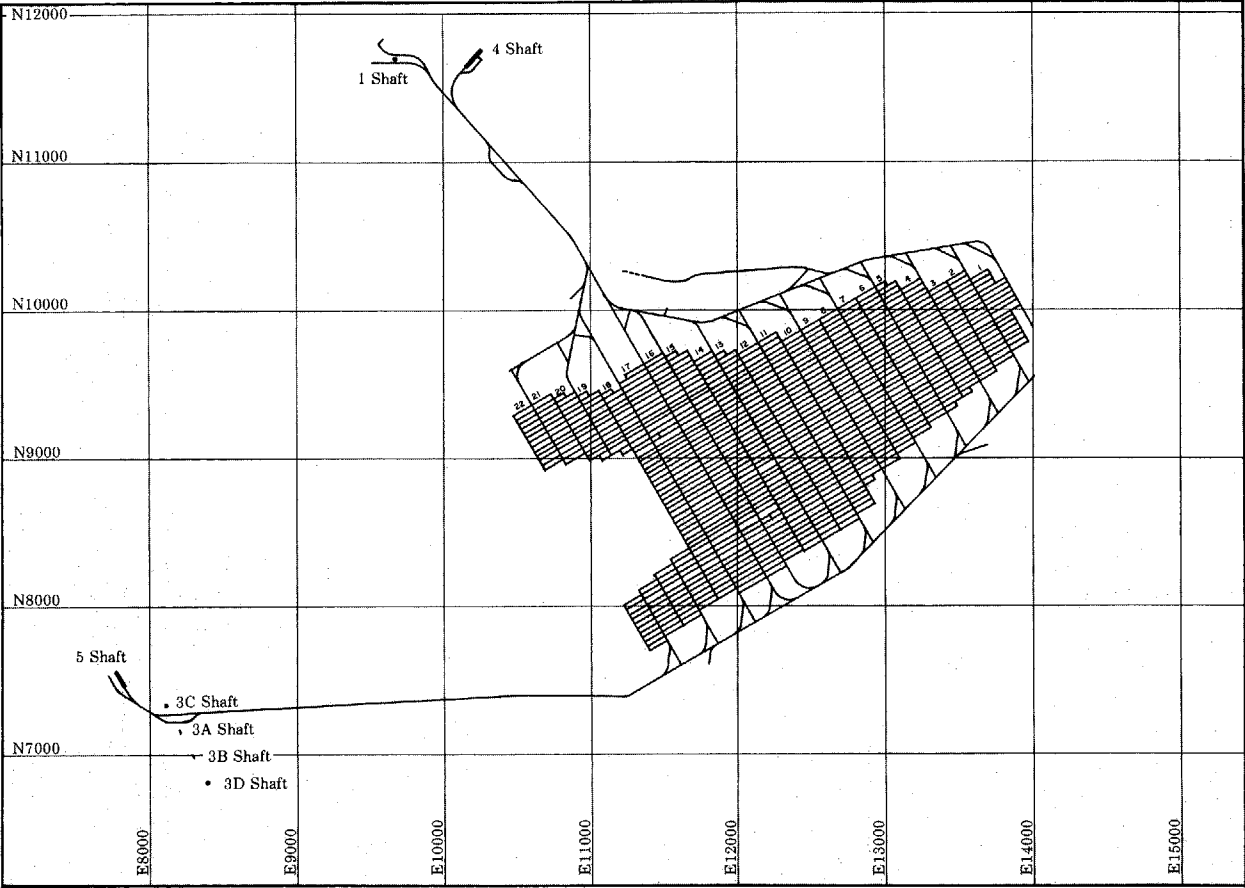 N12000
4 Shaft
1 Shaft
N11000
N10000
1
2
3
4
5
6
7
8
9
10
11
12
13
14
15
16
17
18
19
20
21
22
N9000
N8000
5 Shaft
3C Shaft
3A Shaft
N7000
3B Shaft
3D Shaft
E8000
E9000
E10000
E11000
E12000
E13000
E14000
E15000